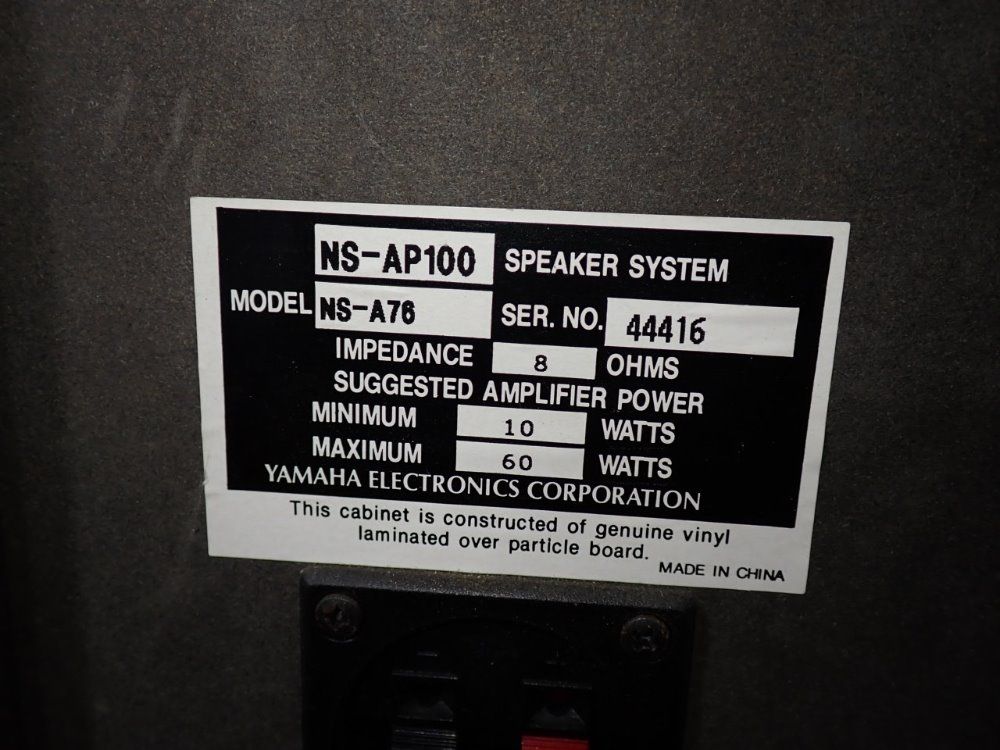 NS-AP100 SPEAKER SYSTEM
MODEL NS-A76 SER. NO. 44416
IMPEDANCE 8 OHMS
SUGGESTED AMPLIFIER POWER
MINIMUM 10 WATTS
MAXIMUM 60 WATTS
YAMAHA ELECTRONICS CORPORATION
This cabinet is constructed of genuine vinyl
laminated over particle board.
MADE IN CHINA